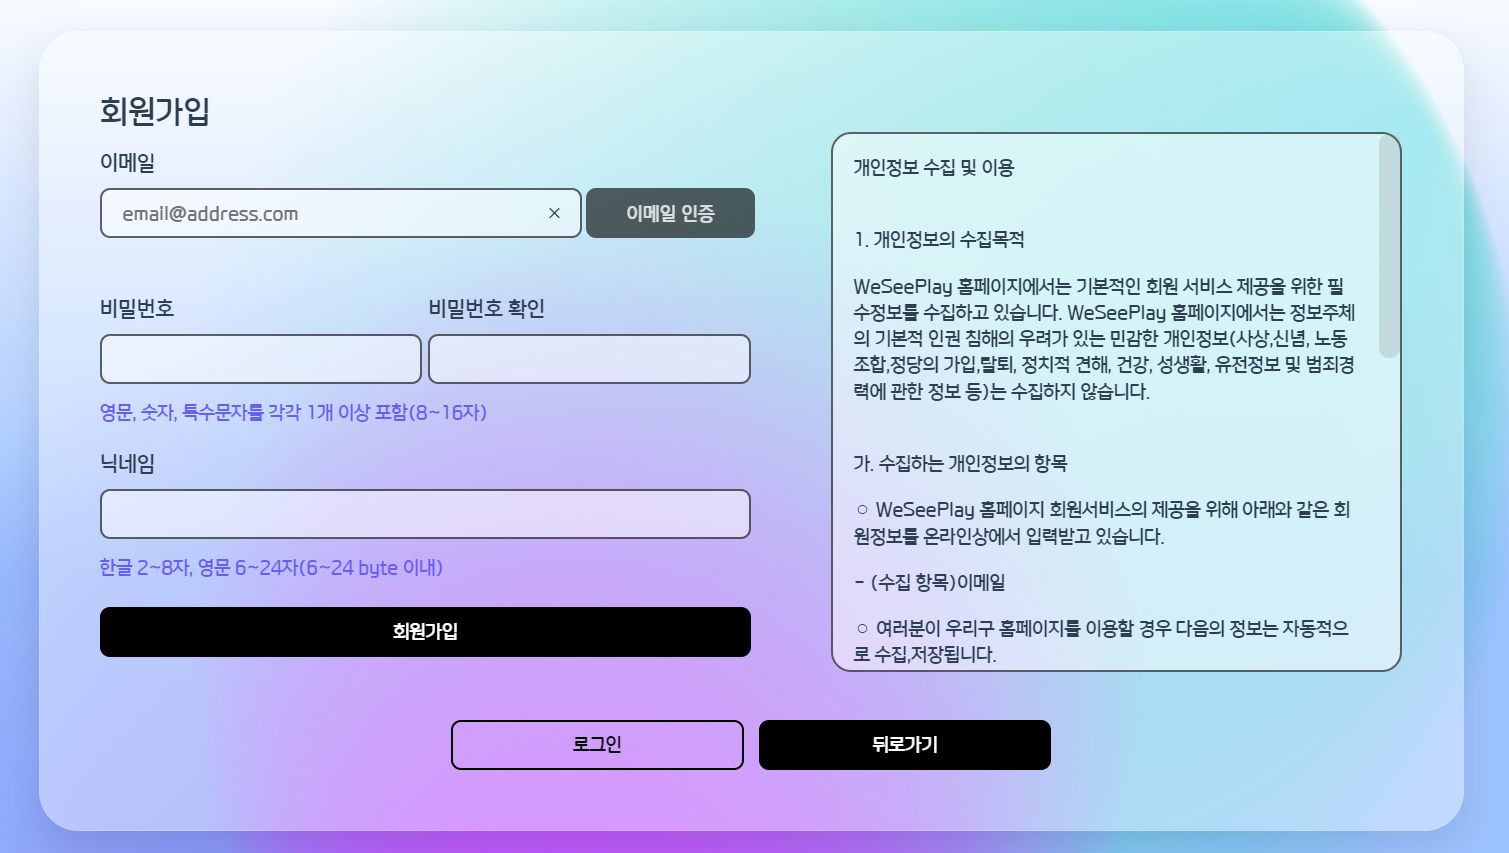 회원가입
이메일
email@address.com
×
이메일 인증
비밀번호
비밀번호 확인
영문, 숫자, 특수문자를 각각 1개 이상 포함(8~16자)
닉네임
한글 2~8자, 영문 6~24자(6~24 byte 이내)
회원가입
개인정보 수집 및 이용
1. 개인정보의 수집목적
WeSeePlay 홈페이지에서는 기본적인 회원 서비스 제공을 위한 필
수정보를 수집하고 있습니다. WeSeePlay 홈페이지에서는 정보주체
의 기본적 인권 침해의 우려가 있는 민감한 개인정보(사상,신념, 노동
조합,정당의 가입,탈퇴, 정치적 견해, 건강, 성생활, 유전정보 및 범죄경
력에 관한 정보 등)는 수집하지 않습니다.
가. 수집하는 개인정보의 항목
○ WeSeePlay 홈페이지 회원서비스의 제공을 위해 아래와 같은 회
원정보를 온라인상에서 입력받고 있습니다.
- (수집 항목)이메일
○ 여러분이 우리구 홈페이지를 이용할 경우 다음의 정보는 자동적으
로 수집,저장됩니다.
로그인
뒤로가기